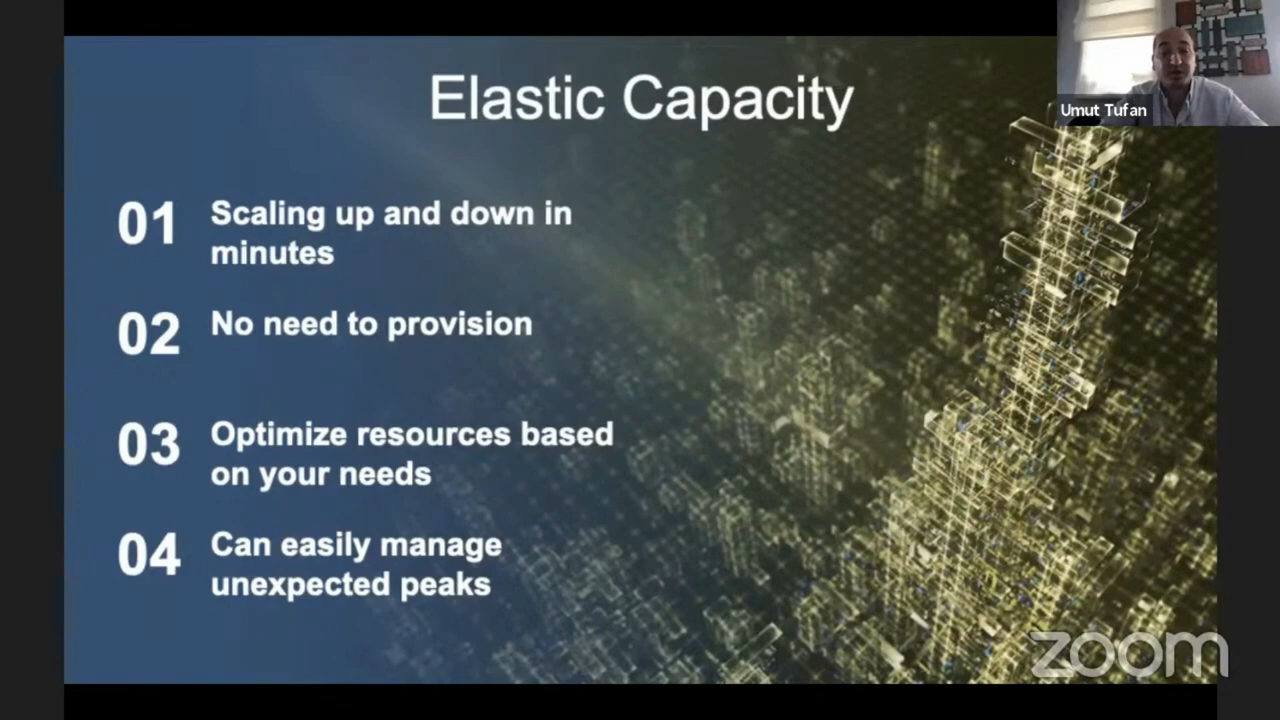 Elastic Capacity
Umut Tufan
01 Scaling up and down in
minutes
02 No need to provision
03 Optimize resources based
on your needs
04 Can easily manage
unexpected peaks
zoom